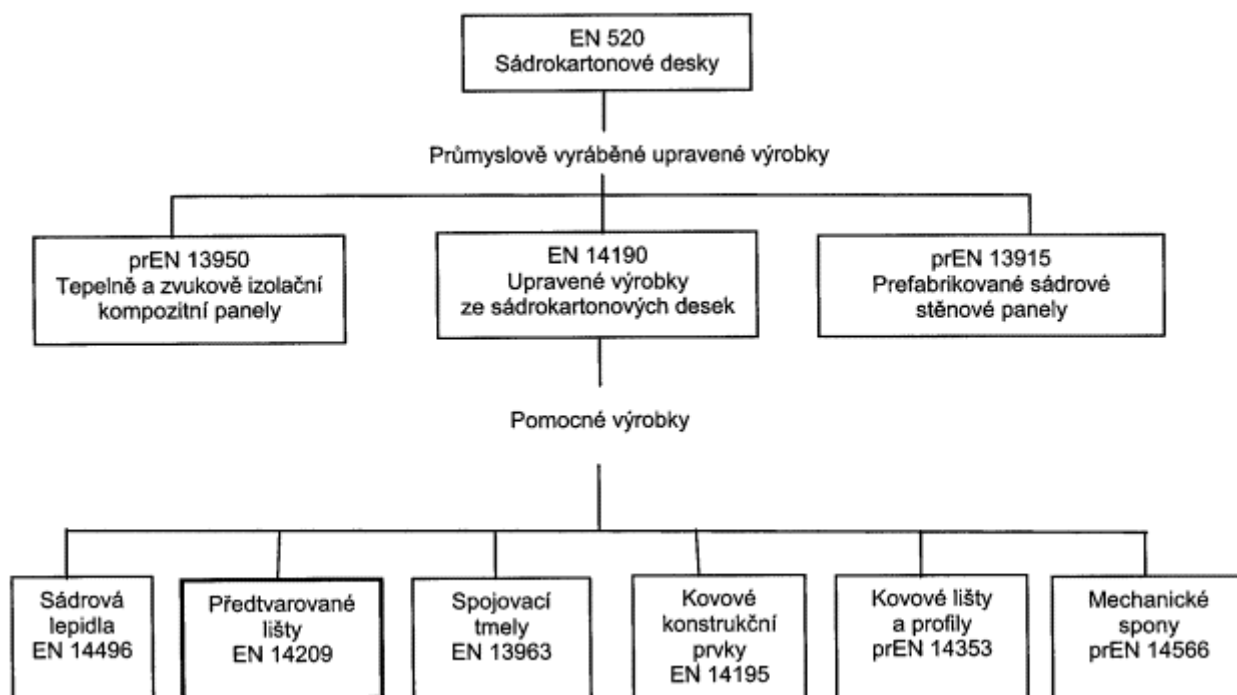 EN 520
Sádrokartonové desky
Průmyslově vyráběné upravené výrobky
prEN 13950
Tepelně a zvukově izolační
kompozitní panely
EN 14190
Upravené výrobky
ze sádrokartonových desek
prEN 13915
Prefabrikované sádrové
stěnové panely
Pomocné výrobky
Sádrová
lepidla
EN 14496
Předtvarované
lišty
EN 14209
Spojovací
tmely
EN 13963
Kovové
konstrukční
prvky
EN 14195
Kovové lišty
a profily
prEN 14353
Mechanické
spony
prEN 14566